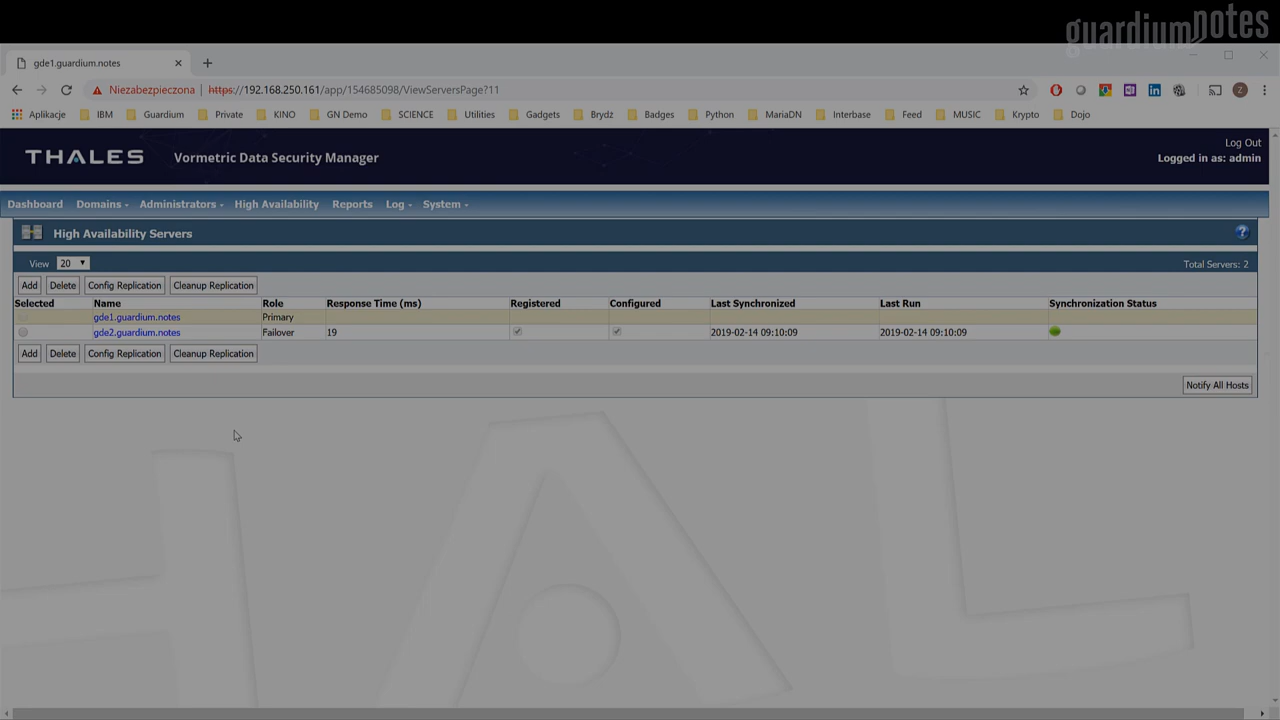 guardiumnotes
gde1.guardium.notes
Niezabezpieczona https://192.168.250.161/app/154685098/ViewServersPage?11
Aplikacje IBM Guardium Private KINO GN Demo SCIENCE Utilities Gadgets Brydż Badges Python MariaDN Interbase Feed MUSIC Krypto Dojo
Log Out
THALES Vormetric Data Security Manager Logged in as: admin
Dashboard Domains Administrators High Availability Reports Log System
High Availability Servers ?
View 20 Total Servers: 2
Add Delete Config Replication Cleanup Replication
Selected Name Role Response Time (ms) Registered Configured Last Synchronized Last Run Synchronization Status
gde1.guardium.notes Primary
gde2.guardium.notes Failover 19 2019-02-14 09:10:09 2019-02-14 09:10:09
Add Delete Config Replication Cleanup Replication
Notify All Hosts